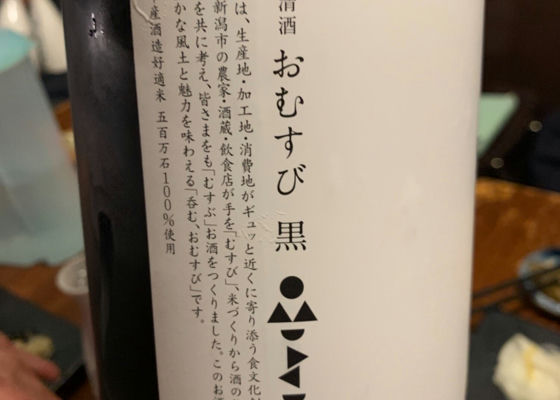 清酒
おむすび 黒
は、生産地・加工地・消費地がギュッと近くに寄り添う食文化
新潟市の農家・酒蔵・飲食店が手を「むすび」、米づくりから酒の
を共に考え、皆さまをも「むすぶ」お酒をつくりました。このお酒
かな風土と魅力を味わえる「呑む、おむすび」です。
産酒造好適米 五百万石100％使用